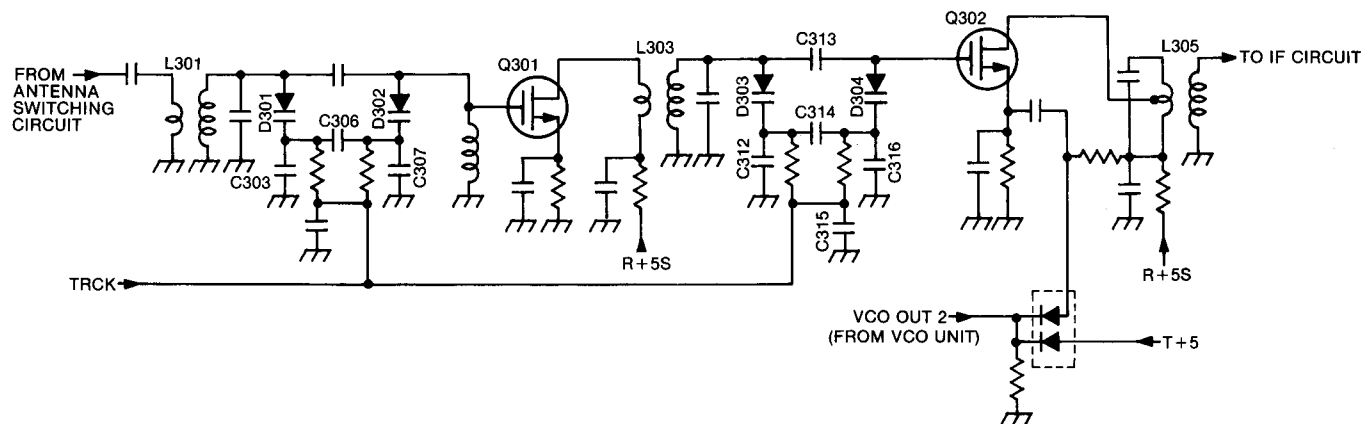 Q302
L303
C313
L305
L301
FROM
ANTENNA
SWITCHING
CIRCUIT
TO IF CIRCUIT
Q301
D301
D302
D303
D304
C306
C314
C303
C307
C312
C316
C315
R+5S
R+5S
TRCK
VCO OUT 2
(FROM VCO UNIT)
T+5